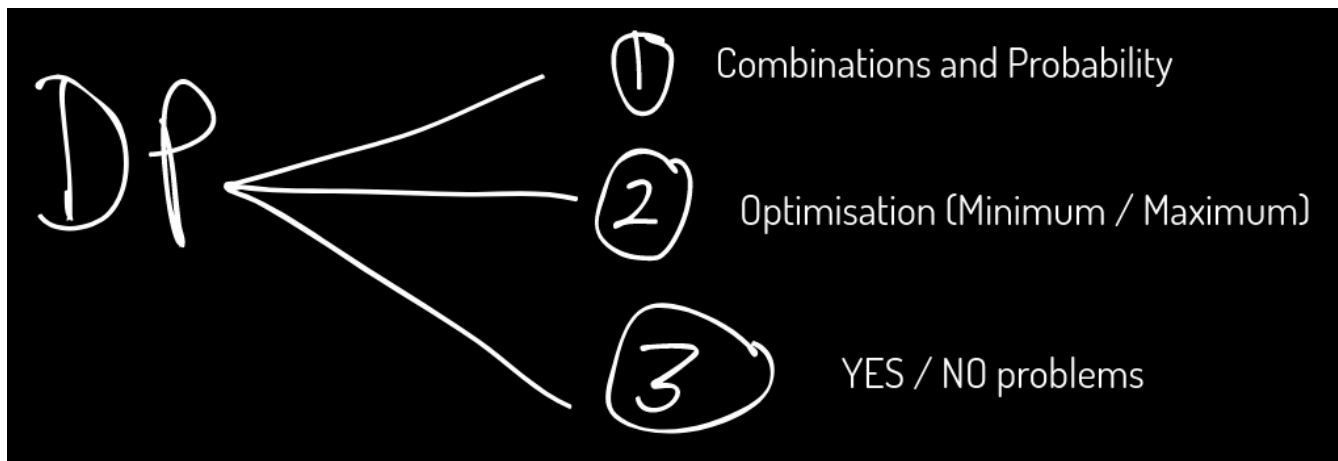 DP
1 Combinations and Probability
2 Optimisation (Minimum / Maximum)
3 YES / NO problems